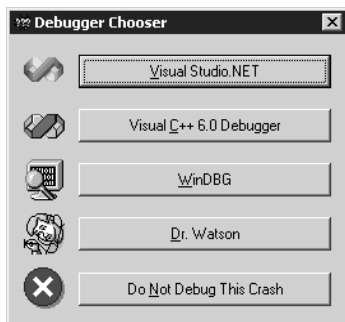 Debugger Chooser
Visual Studio.NET
Visual C++ 6.0 Debugger
WinDBG
Dr. Watson
Do Not Debug This Crash